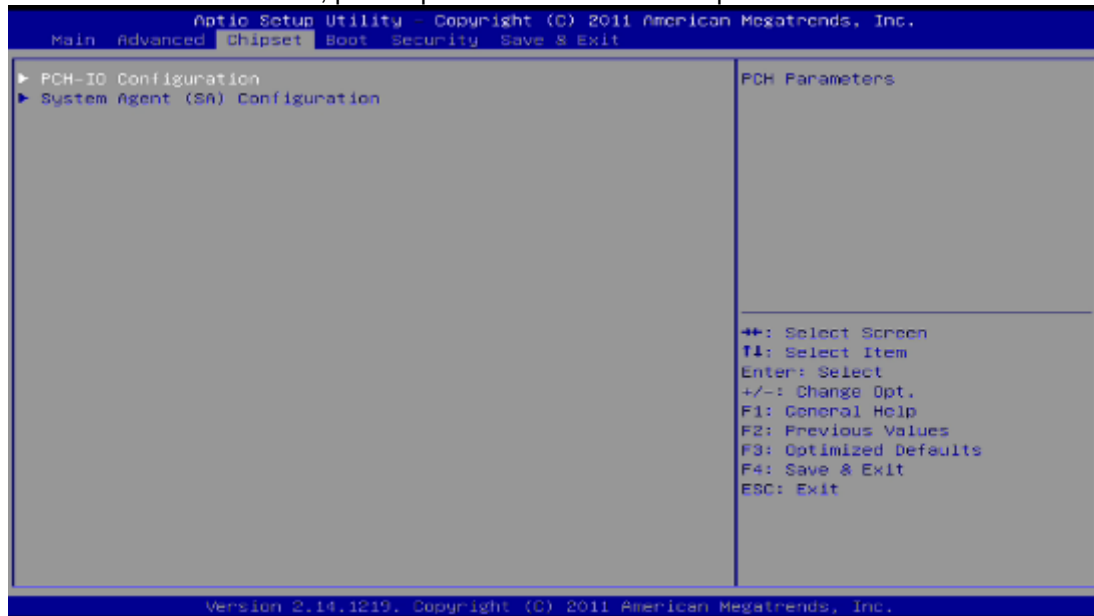 Aptio Setup Utility - Copyright (C) 2011 American Megatrends, Inc.
Main Advanced Chipset Boot Security Save & Exit
► PCH-IO Configuration
► System Agent (SA) Configuration
PCH Parameters
→←: Select Screen
↑↓: Select Item
Enter: Select
+/-: Change Opt.
F1: General Help
F2: Previous Values
F3: Optimized Defaults
F4: Save & Exit
ESC: Exit
Version 2.14.1219. Copyright (C) 2011 American Megatrends, Inc.